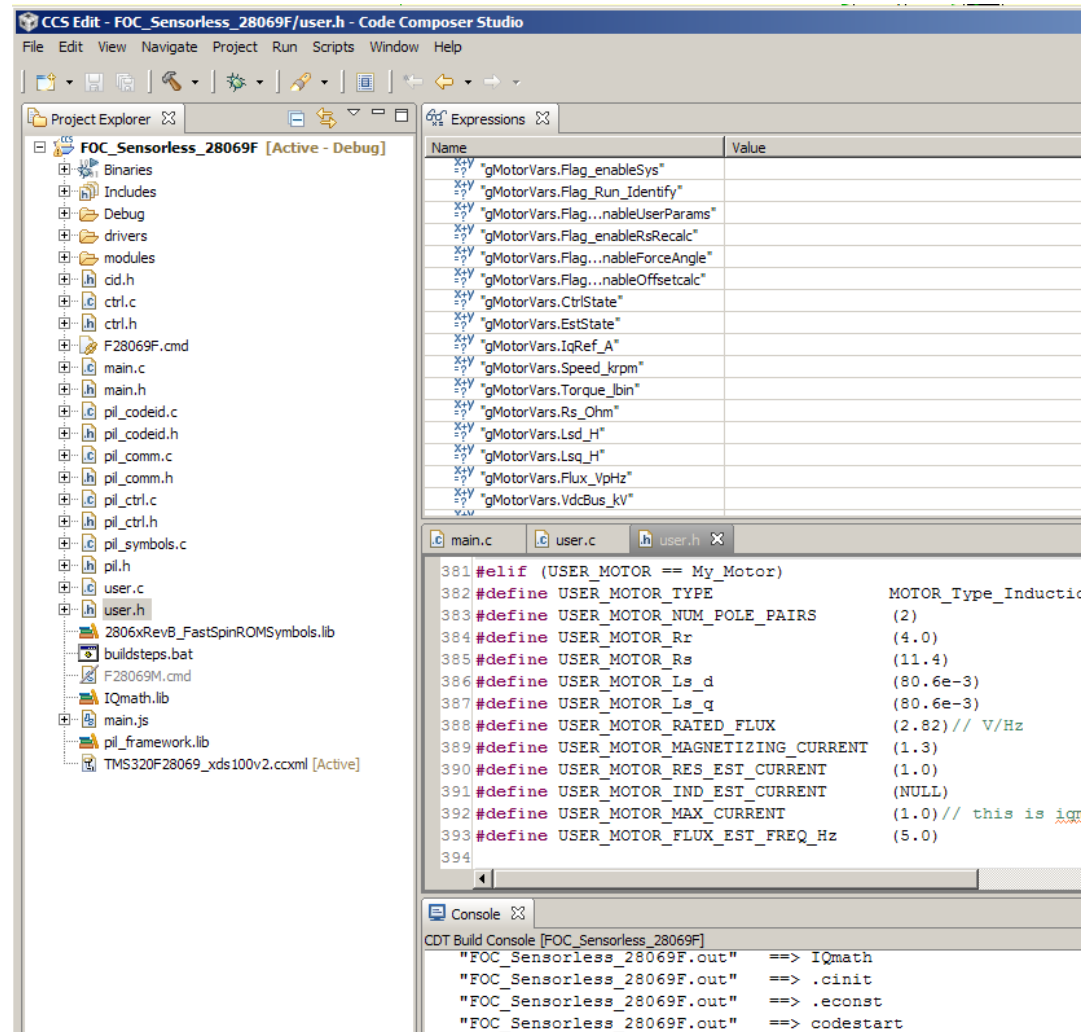 CCS Edit - FOC_Sensorless_28069F/user.h - Code Composer Studio
File Edit View Navigate Project Run Scripts Window Help
Project Explorer
FOC_Sensorless_28069F [Active - Debug]
Binaries
Includes
Debug
drivers
modules
cid.h
ctrl.c
ctrl.h
F28069F.cmd
main.c
main.h
pil_codeid.c
pil_codeid.h
pil_comm.c
pil_comm.h
pil_ctrl.c
pil_ctrl.h
pil_symbols.c
pil.h
user.c
user.h
2806xRevB_FastSpinROMSymbols.lib
buildsteps.bat
F28069M.cmd
IQmath.lib
main.js
pil_framework.lib
TMS320F28069_xds100v2.ccxml [Active]
Expressions
Name Value
"gMotorVars.Flag_enableSys"
"gMotorVars.Flag_Run_Identify"
"gMotorVars.Flag...nableUserParams"
"gMotorVars.Flag_enableRsRecalc"
"gMotorVars.Flag...nableForceAngle"
"gMotorVars.Flag...nableOffsetcalc"
"gMotorVars.CtrlState"
"gMotorVars.EstState"
"gMotorVars.IqRef_A"
"gMotorVars.Speed_krpm"
"gMotorVars.Torque_lbin"
"gMotorVars.Rs_Ohm"
"gMotorVars.Lsd_H"
"gMotorVars.Lsq_H"
"gMotorVars.Flux_VpHz"
"gMotorVars.VdcBus_kV"
main.c user.c user.h
381 #elif (USER_MOTOR == My_Motor)
382 #define USER_MOTOR_TYPE MOTOR_Type_Inductio
383 #define USER_MOTOR_NUM_POLE_PAIRS (2)
384 #define USER_MOTOR_Rr (4.0)
385 #define USER_MOTOR_Rs (11.4)
386 #define USER_MOTOR_Ls_d (80.6e-3)
387 #define USER_MOTOR_Ls_q (80.6e-3)
388 #define USER_MOTOR_RATED_FLUX (2.82)// V/Hz
389 #define USER_MOTOR_MAGNETIZING_CURRENT (1.3)
390 #define USER_MOTOR_RES_EST_CURRENT (1.0)
391 #define USER_MOTOR_IND_EST_CURRENT (NULL)
392 #define USER_MOTOR_MAX_CURRENT (1.0)// this is iqm
393 #define USER_MOTOR_FLUX_EST_FREQ_Hz (5.0)
394
Console
CDT Build Console [FOC_Sensorless_28069F]
"FOC_Sensorless_28069F.out" ==> IQmath
"FOC_Sensorless_28069F.out" ==> .cinit
"FOC_Sensorless_28069F.out" ==> .econst
"FOC_Sensorless_28069F.out" ==> codestart